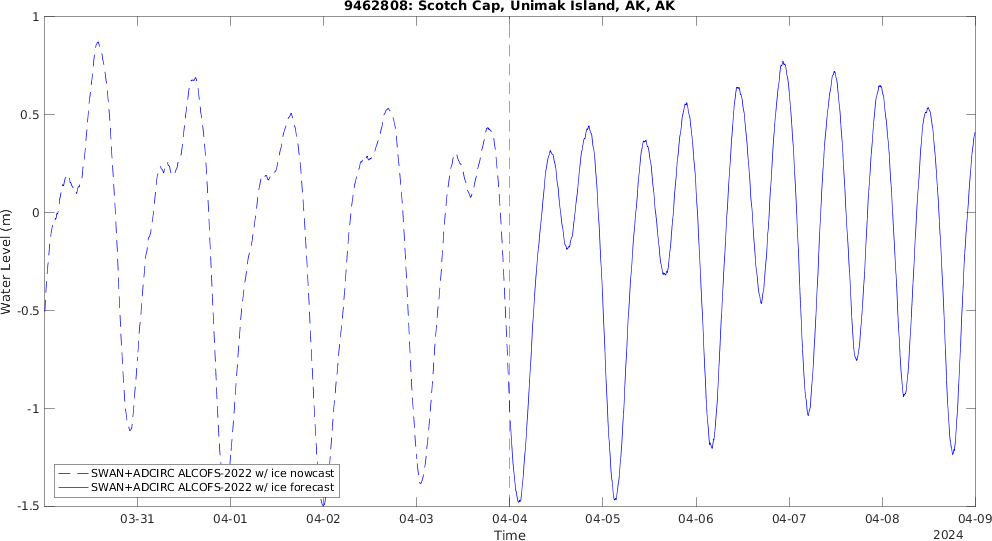 9462808: Scotch Cap, Unimak Island, AK, AK
Water Level (m)
1
0.5
0
-0.5
-1
-1.5
SWAN+ADCIRC ALCOFS-2022 w/ ice nowcast
SWAN+ADCIRC ALCOFS-2022 w/ ice forecast
03-31 04-01 04-02 04-03 04-04 04-05 04-06 04-07 04-08 04-09
Time
2024